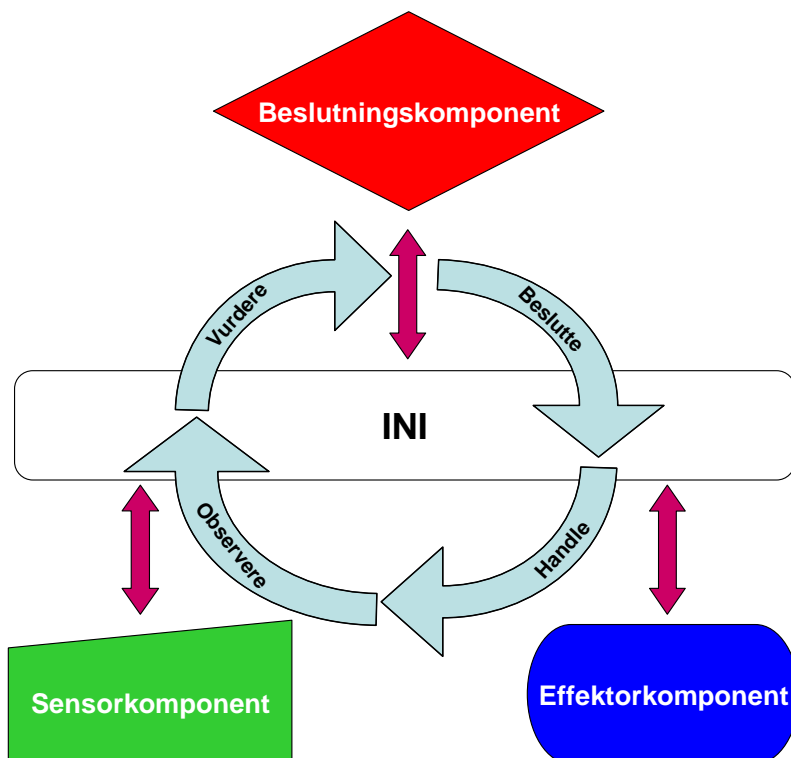 Beslutningskomponent
Vurdere
Beslutte
INI
Observere
Handle
Sensorkomponent
Effektorkomponent